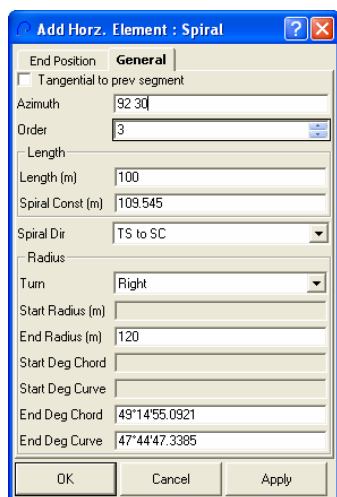 Add Horz. Element : Spiral
End Position General
Tangential to prev segment
Azimuth 92 30
Order 3
Length
Length (m) 100
Spiral Const (m) 109.545
Spiral Dir TS to SC
Radius
Turn Right
Start Radius (m)
End Radius (m) 120
Start Deg Chord
Start Deg Curve
End Deg Chord 49°14'55.0921
End Deg Curve 47°44'47.3385
OK Cancel Apply